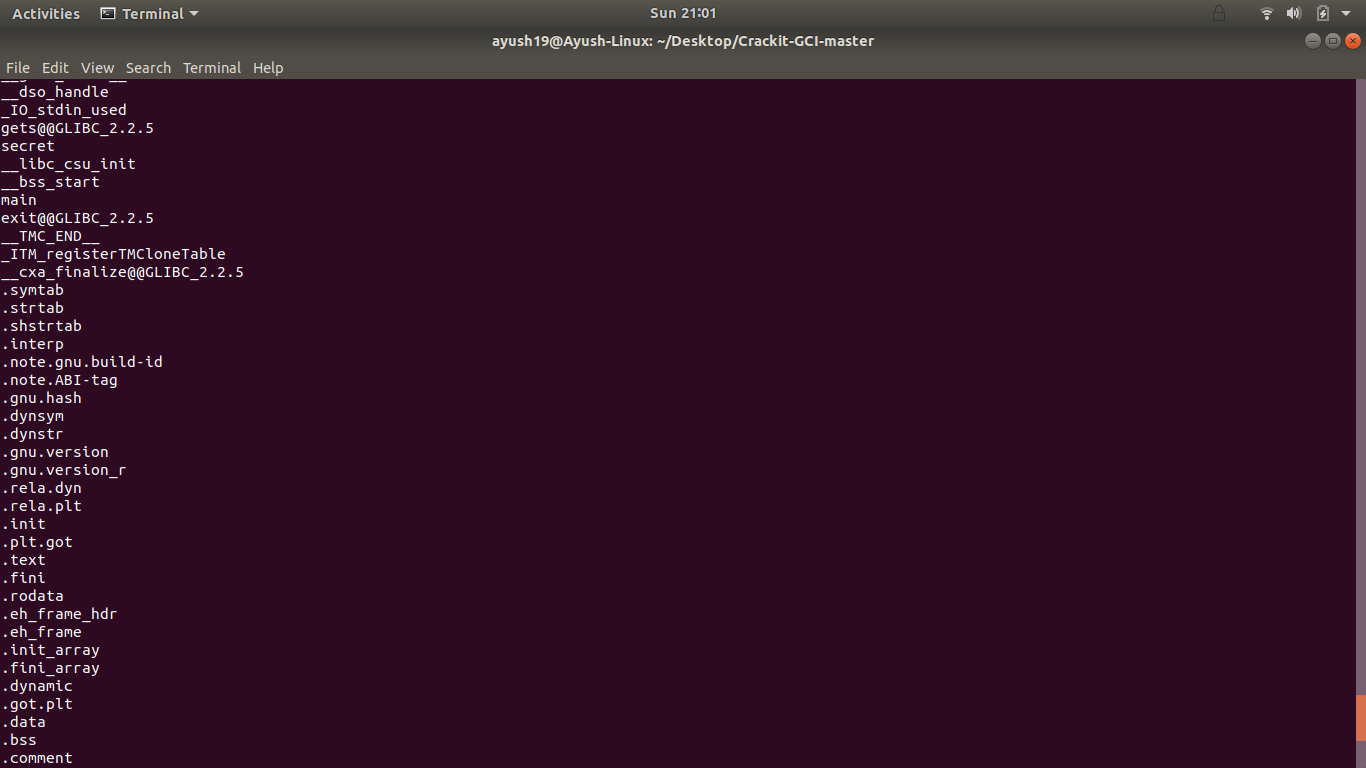 Activities Terminal Sun 21:01
ayush19@Ayush-Linux: ~/Desktop/Crackit-GCI-master
File Edit View Search Terminal Help
__dso_handle
_IO_stdin_used
gets@@GLIBC_2.2.5
secret
__libc_csu_init
__bss_start
main
exit@@GLIBC_2.2.5
__TMC_END__
_ITM_registerTMCloneTable
__cxa_finalize@@GLIBC_2.2.5
.symtab
.strtab
.shstrtab
.interp
.note.gnu.build-id
.note.ABI-tag
.gnu.hash
.dynsym
.dynstr
.gnu.version
.gnu.version_r
.rela.dyn
.rela.plt
.init
.plt.got
.text
.fini
.rodata
.eh_frame_hdr
.eh_frame
.init_array
.fini_array
.dynamic
.got.plt
.data
.bss
.comment